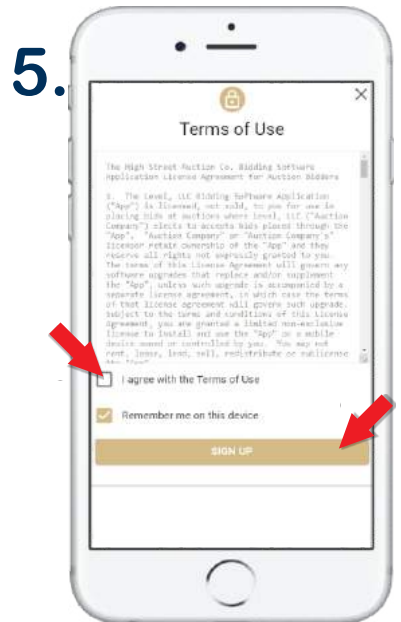 5.
Terms of Use
The High Street Auction Co. Bidding Software
Application License Agreement for Auction Bidders
1. The Level, LLC Bidding Software Application
("App") is licensed, not sold, to you for use in
placing bids at auctions where Level, LLC ("Auction
Company") elects to accepts bids placed through the
"App". "Auction Company" or "Auction Company's"
licensor retain ownership of the "App" and they
reserve all rights not expressly granted to you.
The terms of this License Agreement will govern any
software upgrades that replace and/or supplement
the "App", unless such upgrade is accompanied by a
separate license agreement, in which case the terms
of that license agreement will govern such upgrade.
Subject to the terms and conditions of this License
Agreement, you are granted a limited non-exclusive
license to install and use the "App" on a mobile
device owned or controlled by you. You may not
rent, lease, lend, sell, redistribute or sublicense
the "App"
I agree with the Terms of Use
Remember me on this device
SIGN UP